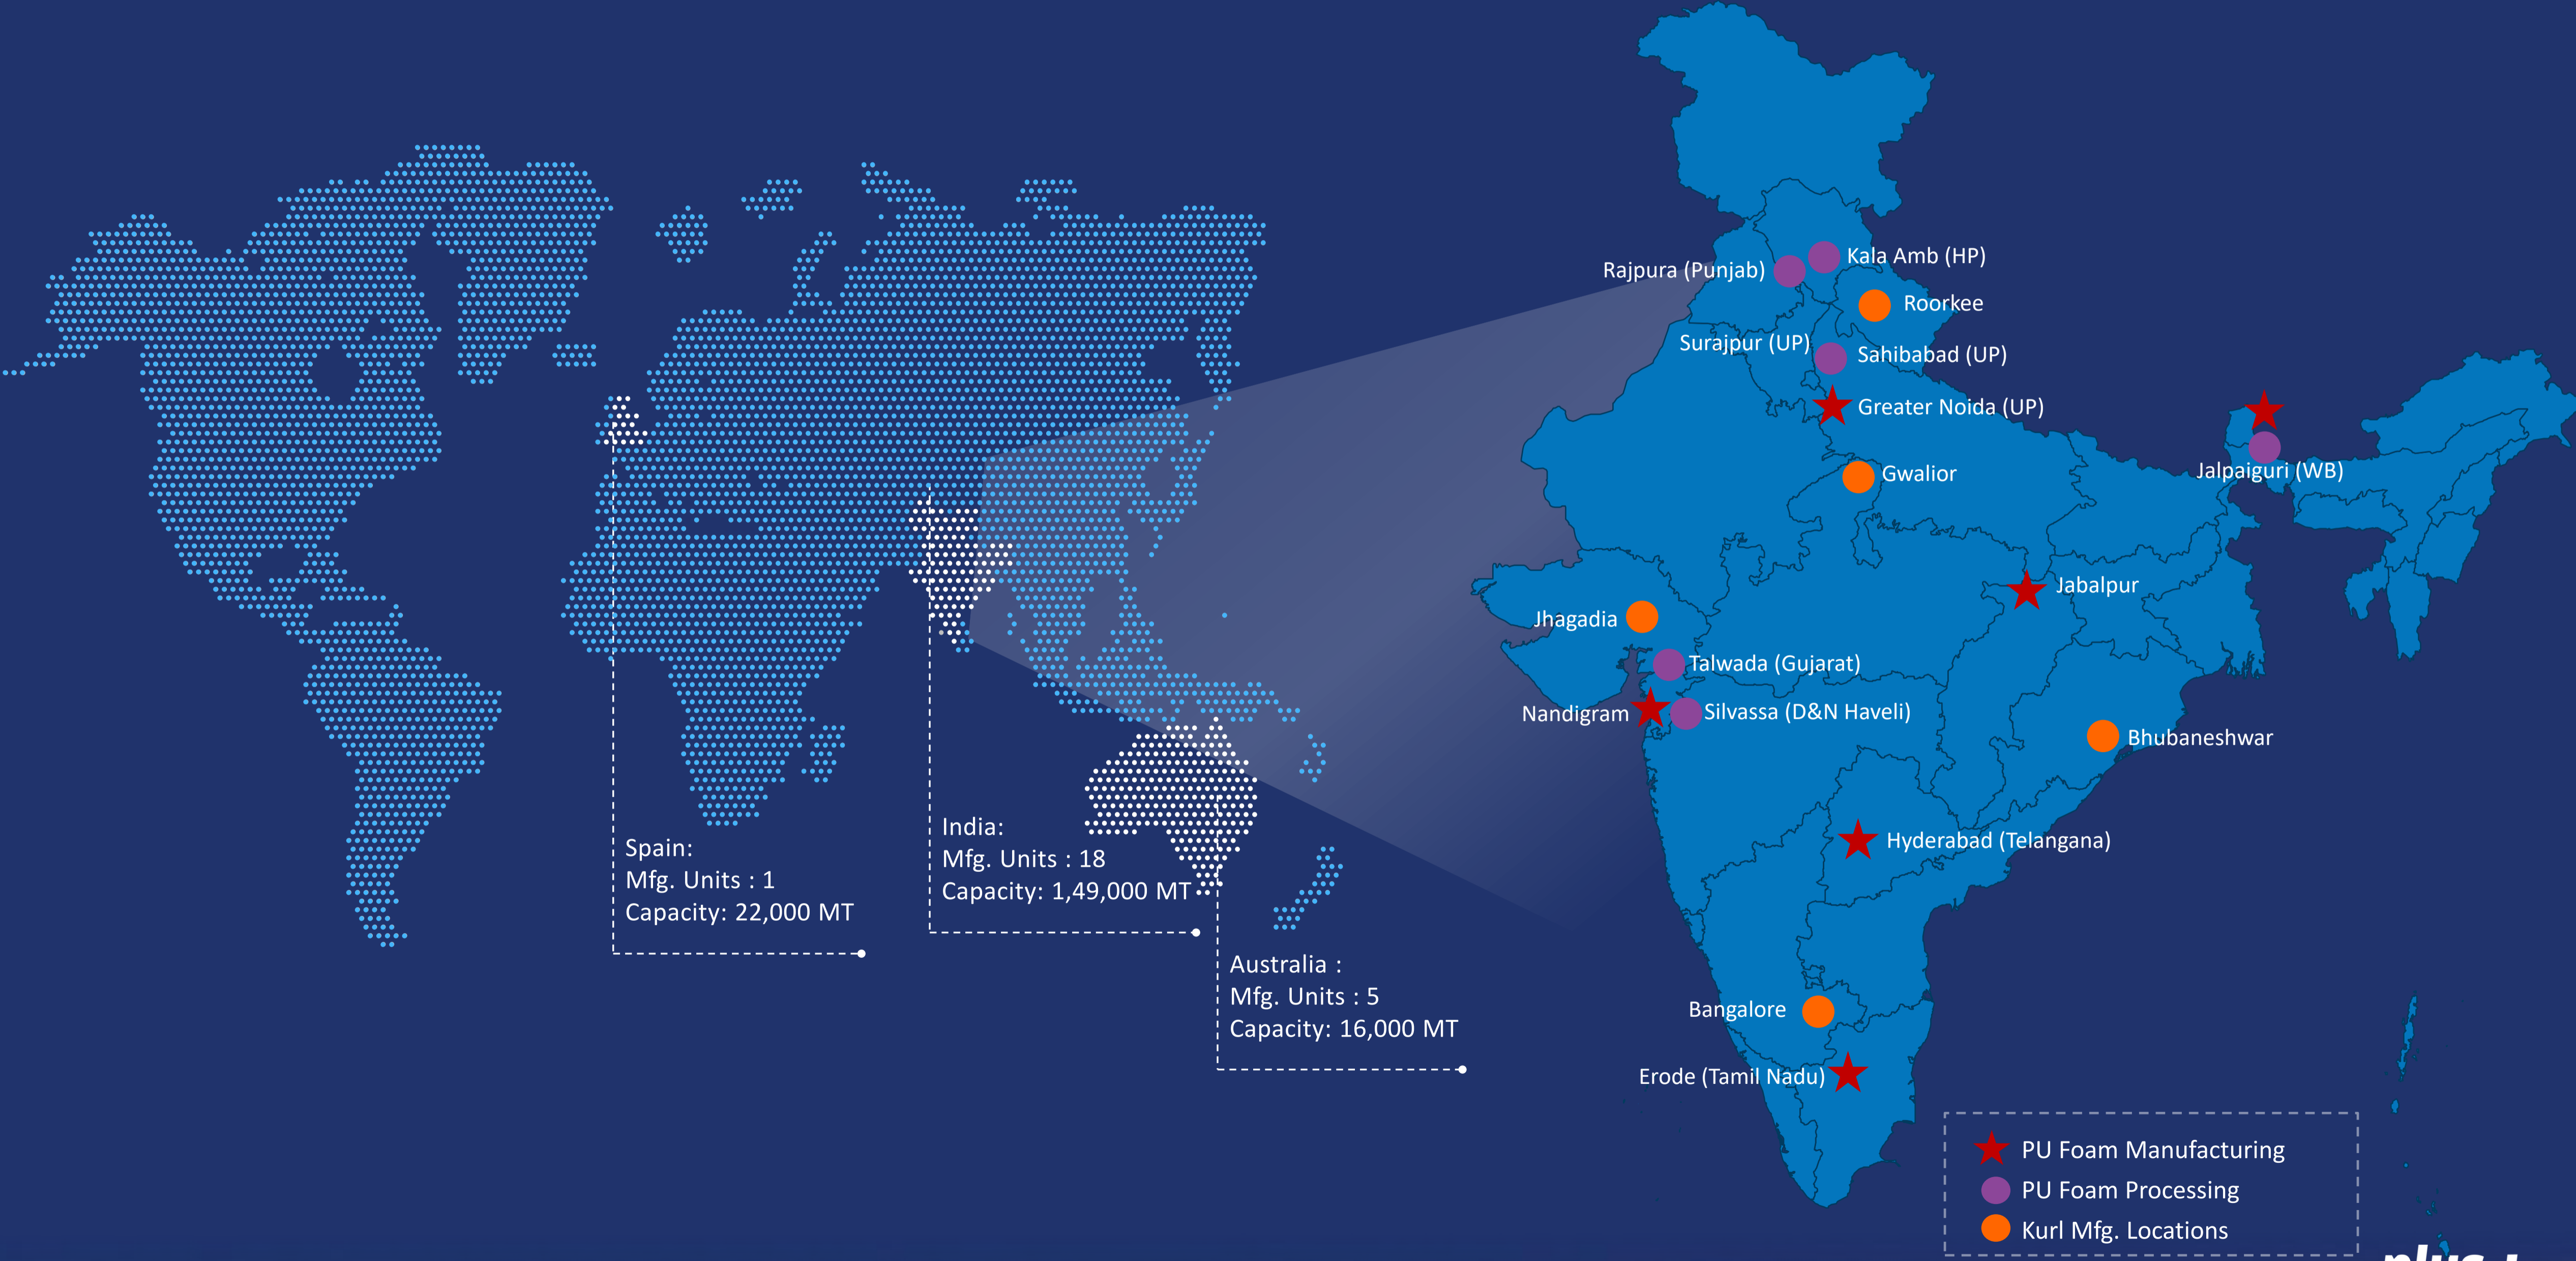 Spain:
Mfg. Units : 1
Capacity: 22,000 MT
India:
Mfg. Units : 18
Capacity: 1,49,000 MT
Australia :
Mfg. Units : 5
Capacity: 16,000 MT
Kala Amb (HP)
Rajpura (Punjab)
Roorkee
Surajpur (UP)
Sahibabad (UP)
Greater Noida (UP)
Jalpaiguri (WB)
Gwalior
Jabalpur
Jhagadia
Talwada (Gujarat)
Nandigram
Silvassa (D&N Haveli)
Bhubaneshwar
Hyderabad (Telangana)
Bangalore
Erode (Tamil Nadu)
PU Foam Manufacturing
PU Foam Processing
Kurl Mfg. Locations